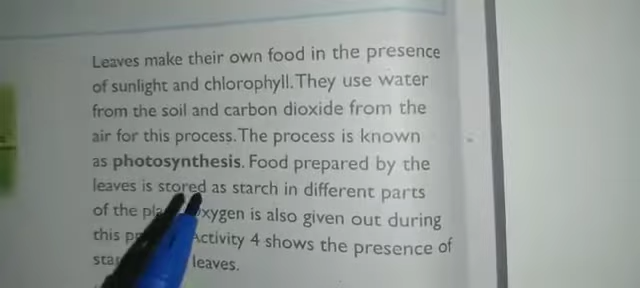 Leaves make their own food in the presence
of sunlight and chlorophyll. They use water
from the soil and carbon dioxide from the
air for this process. The process is known
as photosynthesis. Food prepared by the
leaves is stored as starch in different parts
of the xygen is also given out during
this Activity 4 shows the presence of
leaves.